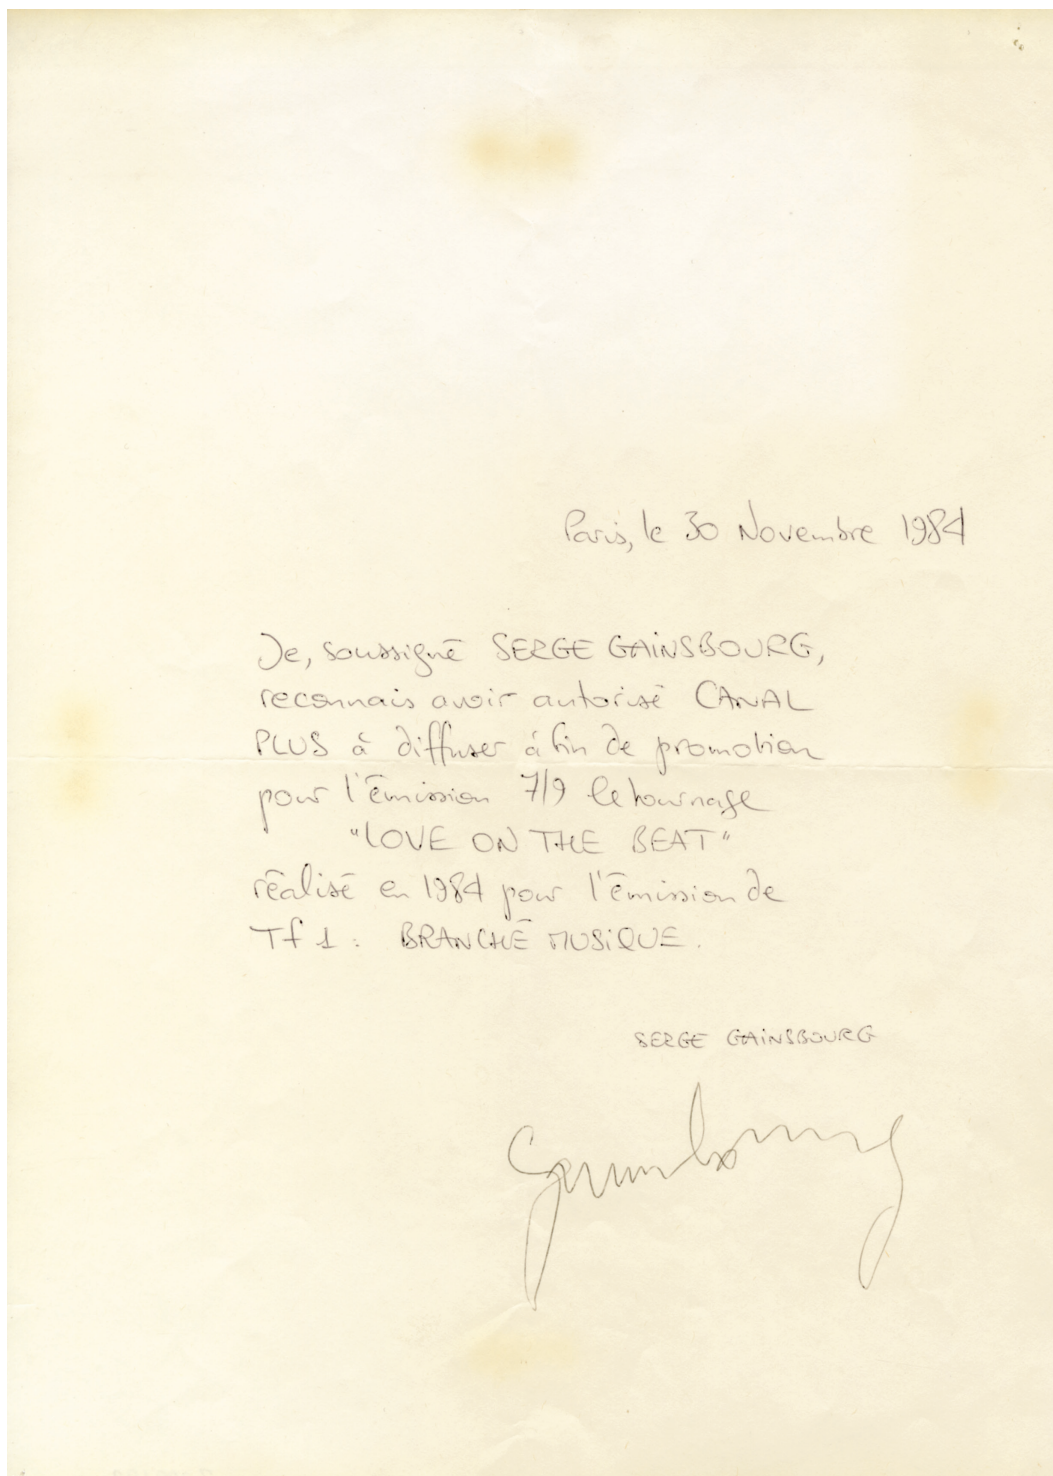 Paris, le 30 Novembre 1984
Je, soussigné SERGE GAINSBOURG,
reconnais avoir autorisé CANAL
PLUS à diffuser à fin de promotion
pour l'émission 7/9 le tournage
"LOVE ON THE BEAT"
réalisé en 1984 pour l'émission de
Tf 1 : BRANCHÉ MUSIQUE.
SERGE GAINSBOURG
Gainsbourg